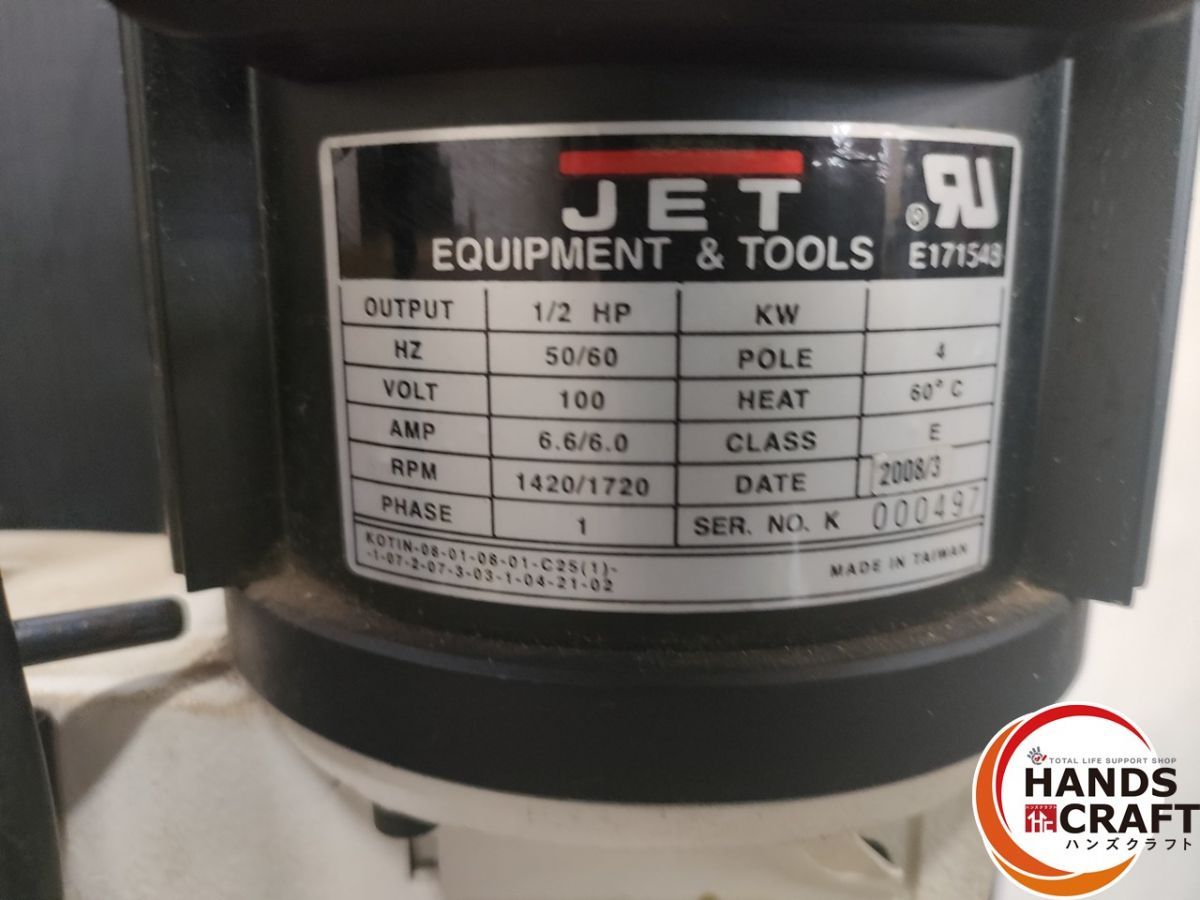 JET
EQUIPMENT & TOOLS
® RU
E171548
OUTPUT 1/2 HP KW
HZ 50/60 POLE 4
VOLT 100 HEAT 60° C
AMP 6.6/6.0 CLASS E
RPM 1420/1720 DATE 2008/3
PHASE 1 SER. NO. K 000497
KOTIN-08-01-08-01-C25(1)-
-1-07-2-07-3-03-1-04-21-02
MADE IN TAIWAN
TOTAL LIFE SUPPORT SHOP
HANDS
CRAFT
ハンズクラフト